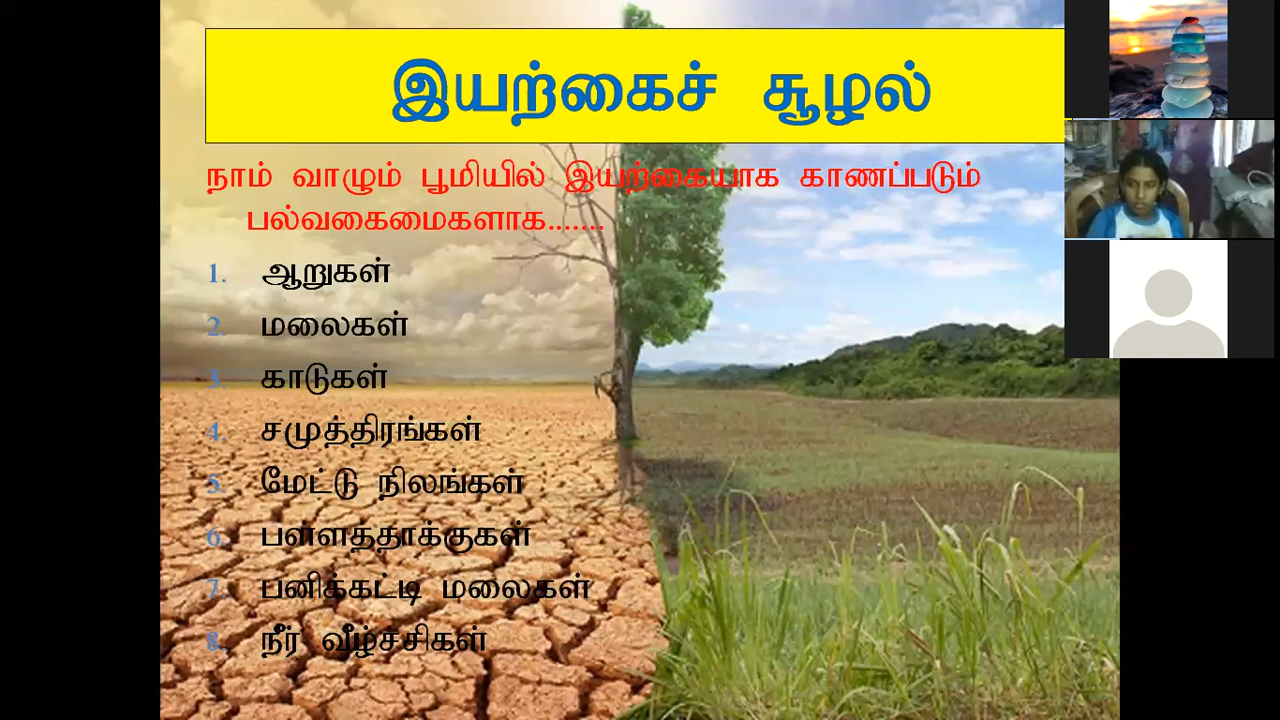 இயற்கைச் சூழல்
நாம் வாழும் பூமியில் இயற்கையாக காணப்படும்
பல்வகைமைகளாக.......
1. ஆறுகள்
2. மலைகள்
3. காடுகள்
4. சமுத்திரங்கள்
5. மேட்டு நிலங்கள்
6. பள்ளத்தாக்குகள்
7. பனிக்கட்டி மலைகள்
8. நீர் வீழ்ச்சிகள்